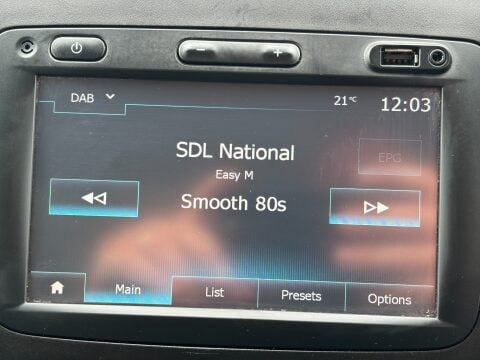 DAB
21°C
12:03
SDL National
EPG
Easy M
Smooth 80s
Main
List
Presets
Options